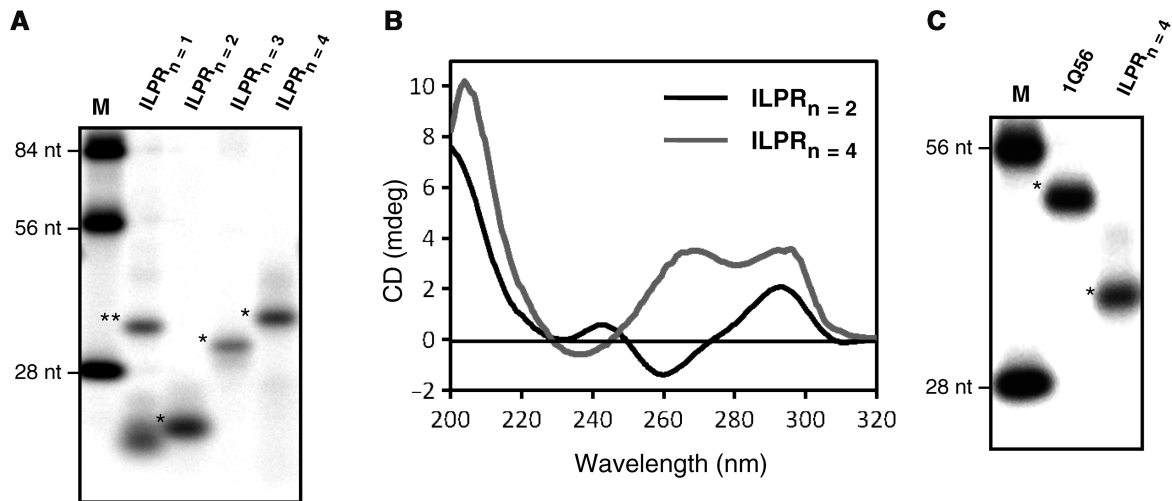 A
M
ILPRn = 1
ILPRn = 2
ILPRn = 3
ILPRn = 4
84 nt
56 nt
28 nt
**
*
*
*
B
CD (mdeg)
10
8
6
4
2
0
−2
200 220 240 260 280 300 320
Wavelength (nm)
ILPRn = 2
ILPRn = 4
C
M
1Q56
ILPRn = 4
56 nt
28 nt
*
*